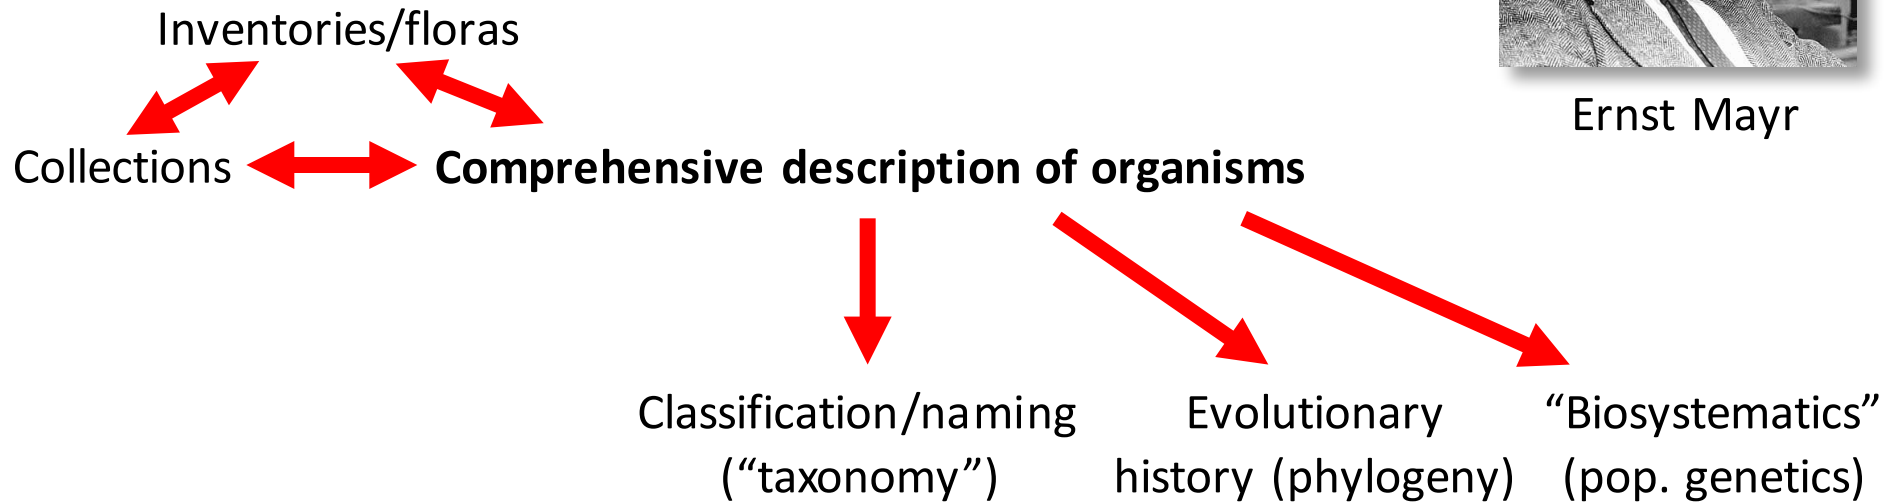 Inventories/floras
Ernst Mayr
Collections
Comprehensive description of organisms
Classification/naming
(“taxonomy”)
Evolutionary
history (phylogeny)
“Biosystematics”
(pop. genetics)